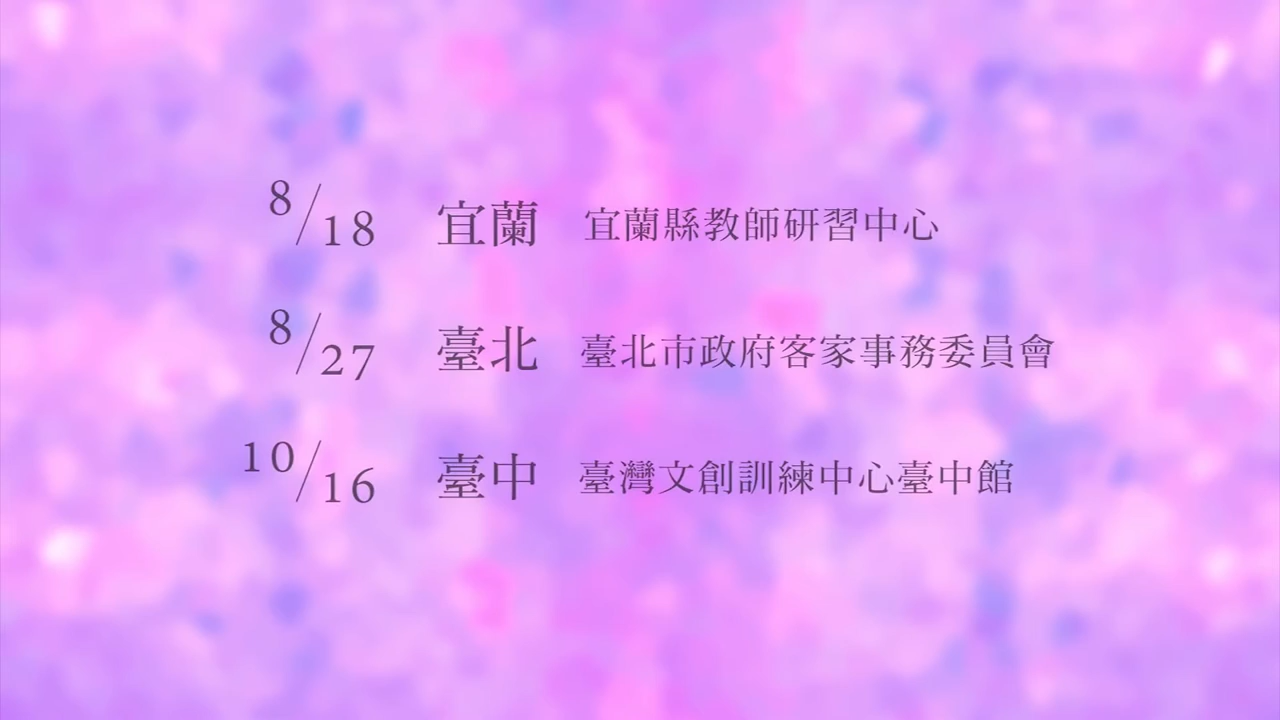 8/18 宜蘭 宜蘭縣教師研習中心
8/27 臺北 臺北市政府客家事務委員會
10/16 臺中 臺灣文創訓練中心臺中館